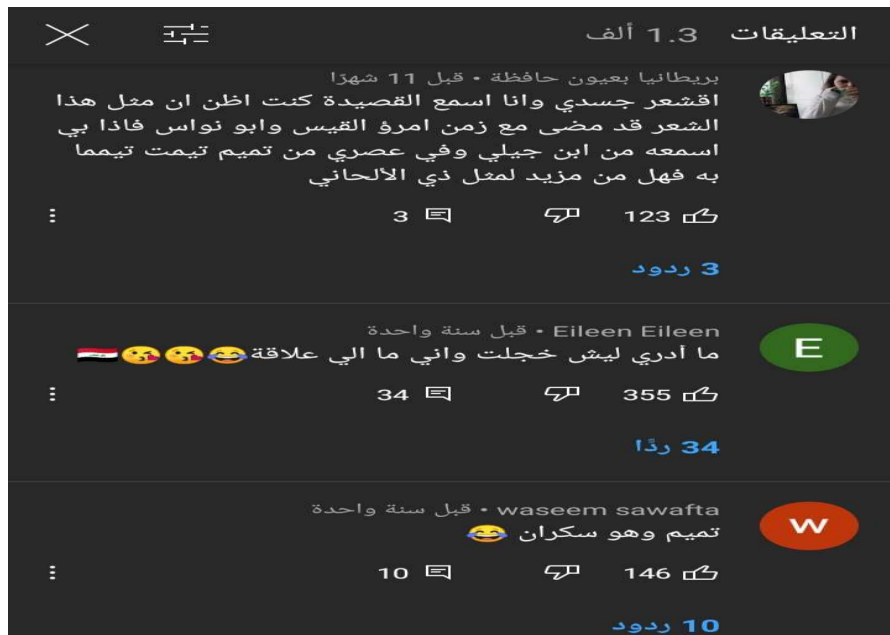 التعليقات 1.3 ألف
بريطانيا بعيون حافظة • قبل 11 شهرًا
اقشعر جسدي وانا اسمع القصيدة كنت اظن ان مثل هذا
الشعر قد مضى مع زمن امرؤ القيس وابو نواس فاذا بي
اسمعه من ابن جيلي وفي عصري من تميم تيمت تيمما
به فهل من مزيد لمثل ذي الألحاني
123 3
3 ردود
Eileen Eileen • قبل سنة واحدة
E
ما أدري ليش خجلت واني ما الي علاقة😂😘😘🇮🇶
355 34
34 ردًا
waseem sawafta • قبل سنة واحدة
W
تميم وهو سكران 😂
146 10
10 ردود